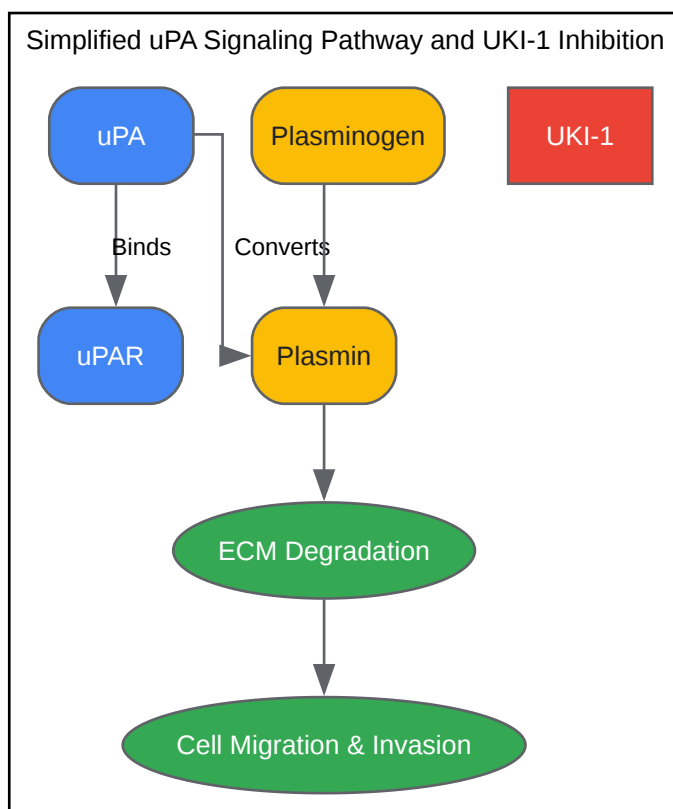 Simplified uPA Signaling Pathway and UKI-1 Inhibition
uPA
Plasminogen
UKI-1
Binds
Converts
uPAR
Plasmin
ECM Degradation
Cell Migration & Invasion